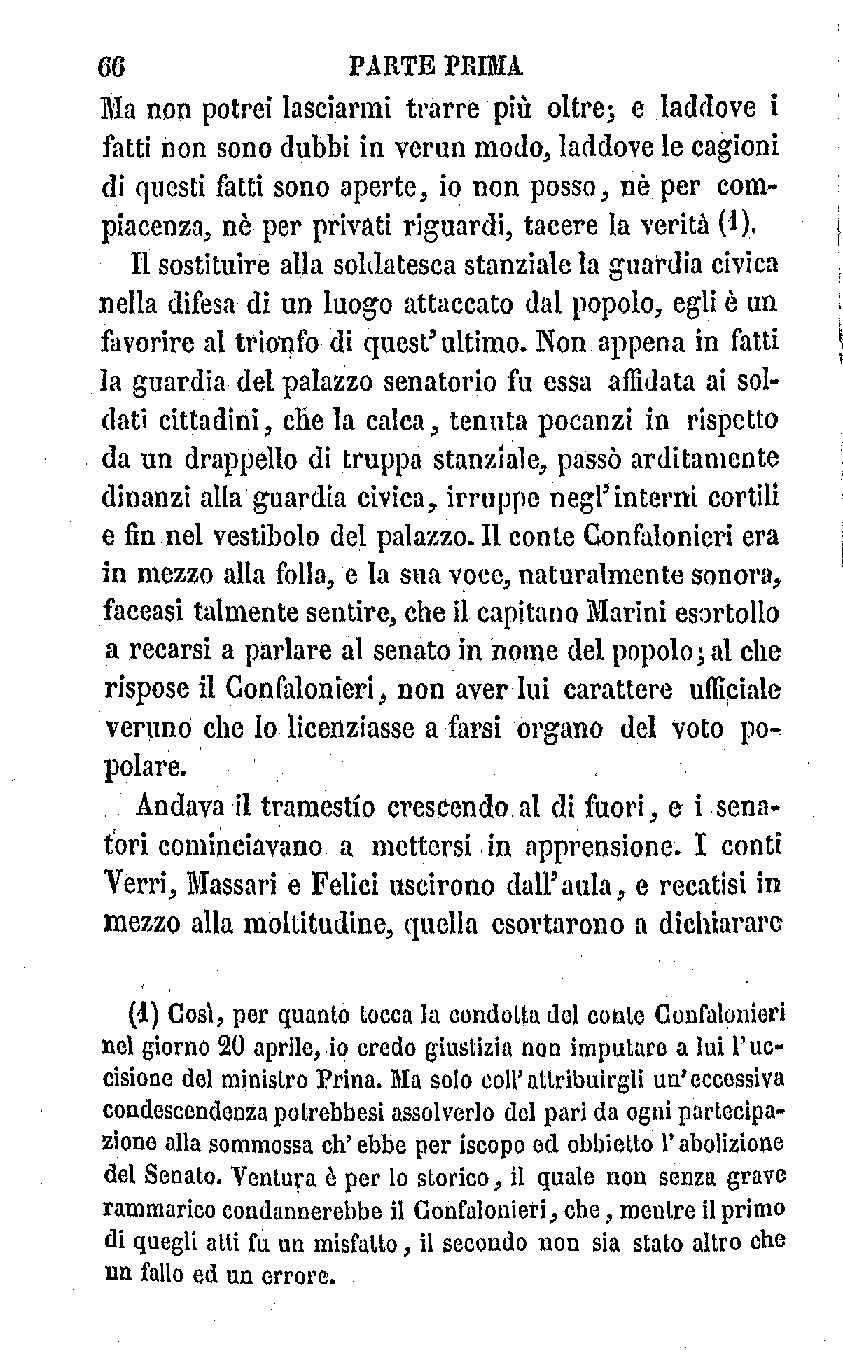 66 PARTE PRIMA
Ma non potrei lasciarmi trarre più oltre; e laddove i
fatti non sono dubbi in verun modo, laddove le cagioni
di questi fatti sono aperte, io non posso, nè per com-
piacenza, nè per privati riguardi, tacere la verità (1).
Il sostituire alla soldatesca stanziale la guardia civica
nella difesa di un luogo attaccato dal popolo, egli è un
favorire al trionfo di quest' ultimo. Non appena in fatti
la guardia del palazzo senatorio fu essa affidata ai sol-
dati cittadini, che la calca, tenuta pocanzi in rispetto
da un drappello di truppa stanziale, passò arditamente
dinanzi alla guardia civica, irruppe negl' interni cortili
e fin nel vestibolo del palazzo. Il conte Confalonieri era
in mezzo alla folla, e la sua voce, naturalmente sonora,
faceasi talmente sentire, che il capitano Marini esortollo
a recarsi a parlare al senato in nome del popolo; al che
rispose il Confalonieri, non aver lui carattere ufficiale
veruno che lo licenziasse a farsi organo del voto po-
polare.
Andava il tramestío crescendo al di fuori, e i sena-
tori cominciavano a mettersi in apprensione. I conti
Verri, Massari e Felici uscirono dall' aula, e recatisi in
mezzo alla moltitudine, quella esortarono a dichiarare
(1) Così, per quanto tocca la condotta del conte Confalonieri
nel giorno 20 aprile, io credo giustizia non imputare a lui l' uc-
cisione del ministro Prina. Ma solo coll' attribuirgli un' eccessiva
condescendenza potrebbesi assolverlo del pari da ogni partecipa-
zione alla sommossa ch' ebbe per iscopo ed obbietto l' abolizione
del Senato. Ventura è per lo storico, il quale non senza grave
rammarico condannerebbe il Confalonieri, che, mentre il primo
di quegli atti fu un misfatto, il secondo non sia stato altro che
un fallo ed un errore.